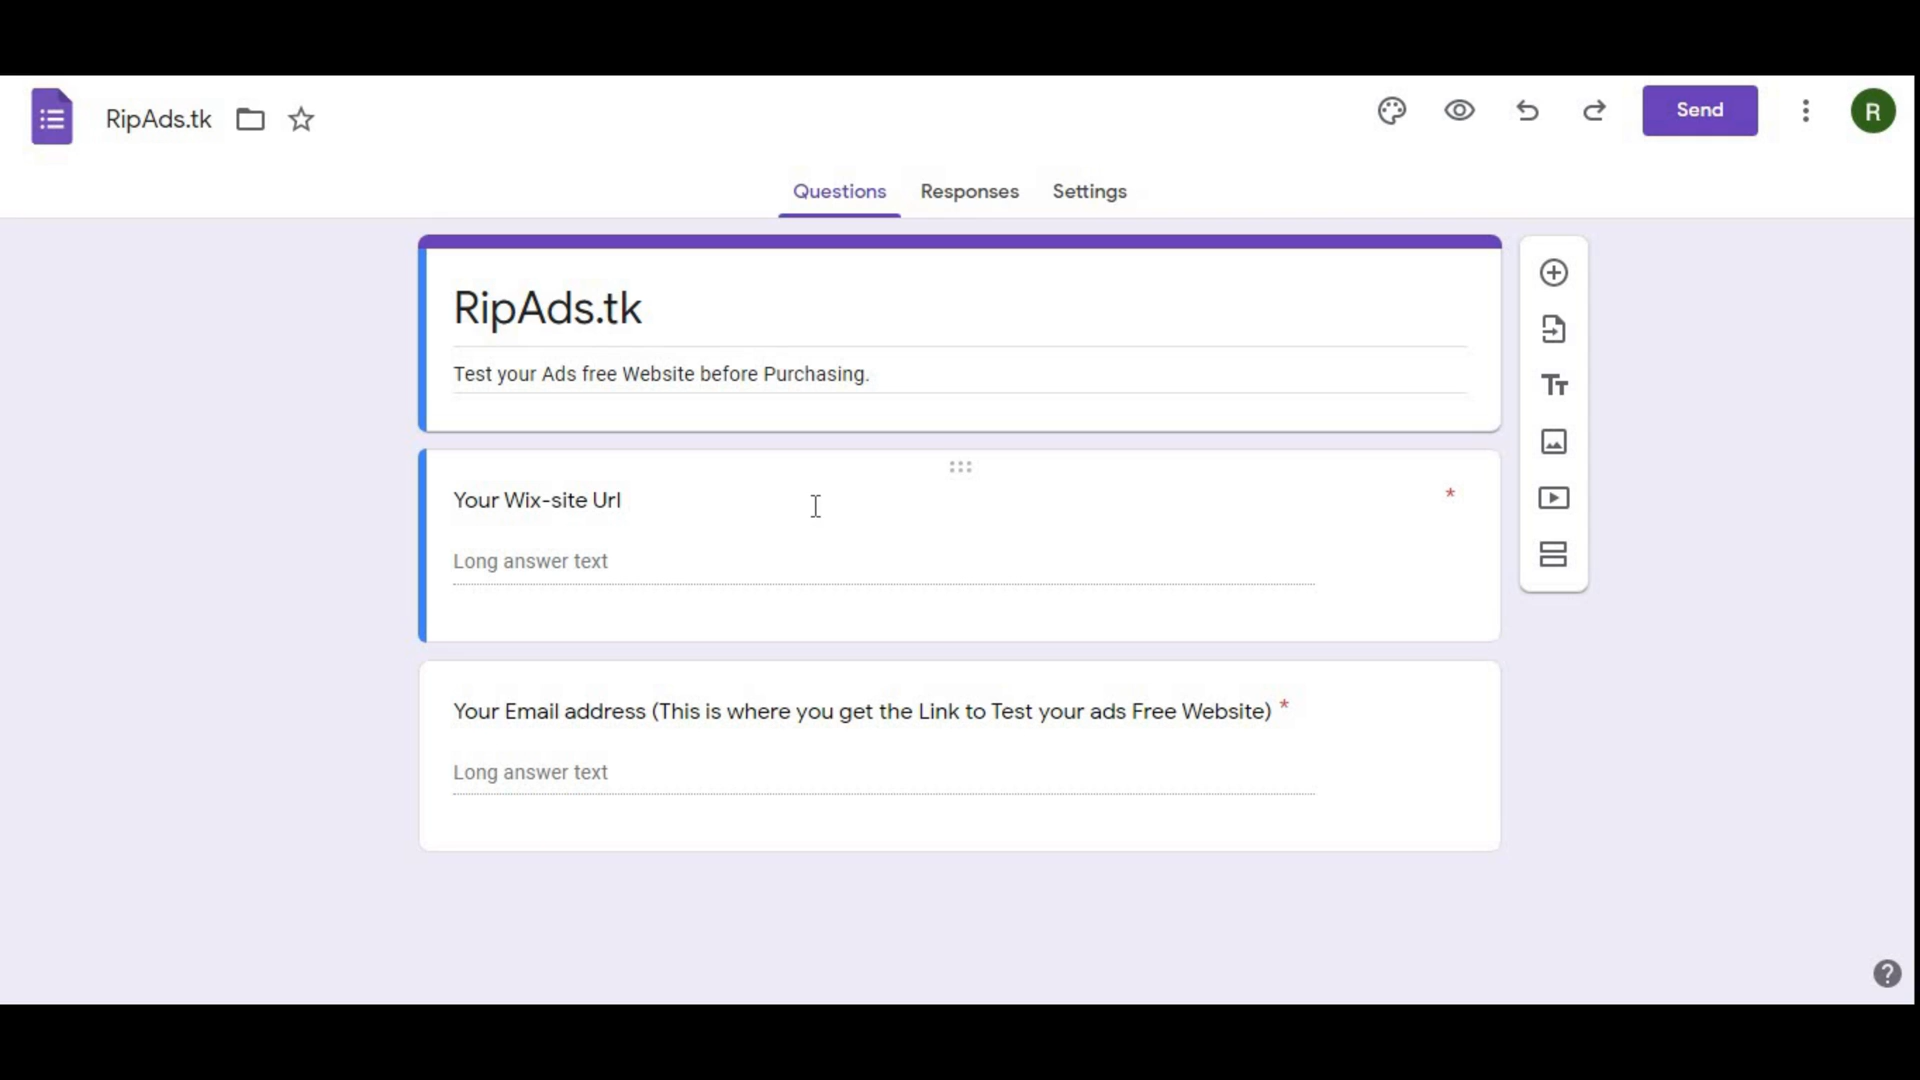 RipAds.tk
Send
R
Questions Responses Settings
RipAds.tk
Test your Ads free Website before Purchasing.
Your Wix-site Url *
Long answer text
Your Email address (This is where you get the Link to Test your ads Free Website) *
Long answer text